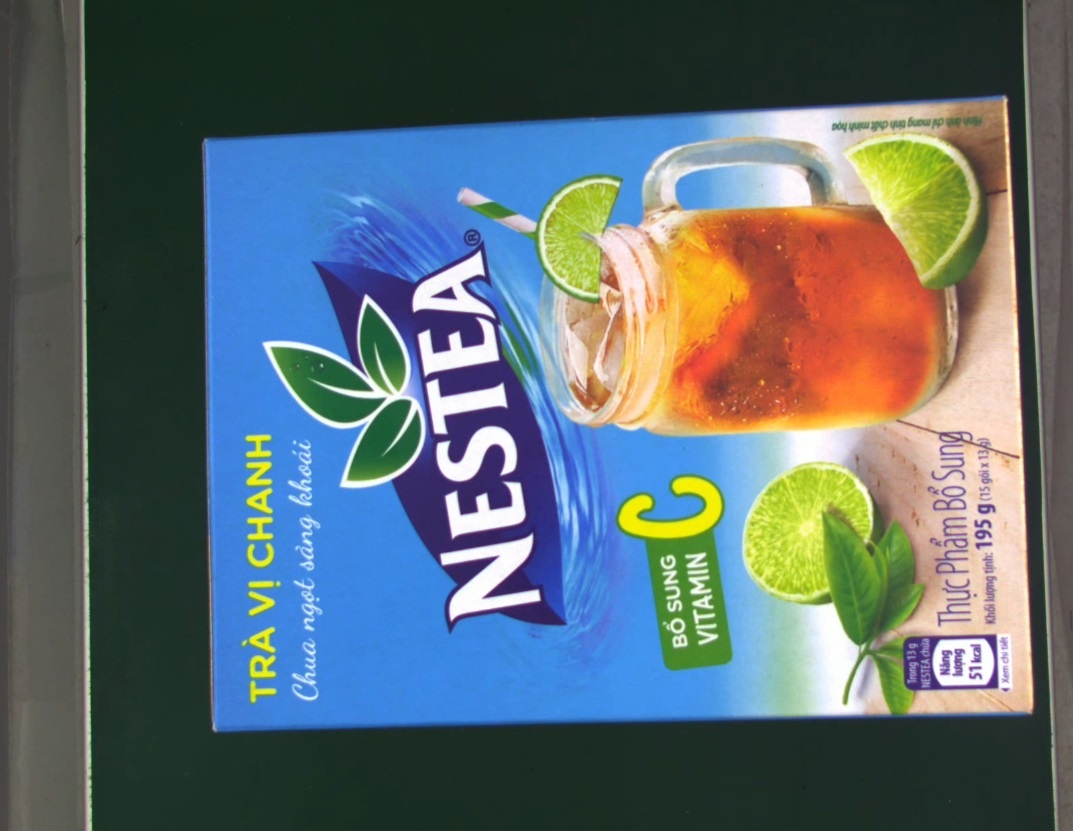 TRÀ VỊ CHANH
Chua ngọt sảng khoái
NESTEA®
BỔ SUNG
VITAMIN
C
Hình ảnh chỉ mang tính chất minh họa
Trong 13 g
NESTEA chứa
Năng
lượng
51 kcal
Xem chi tiết
Thực Phẩm Bổ Sung
Khối lượng tịnh: 195 g (15 gói x 13 g)